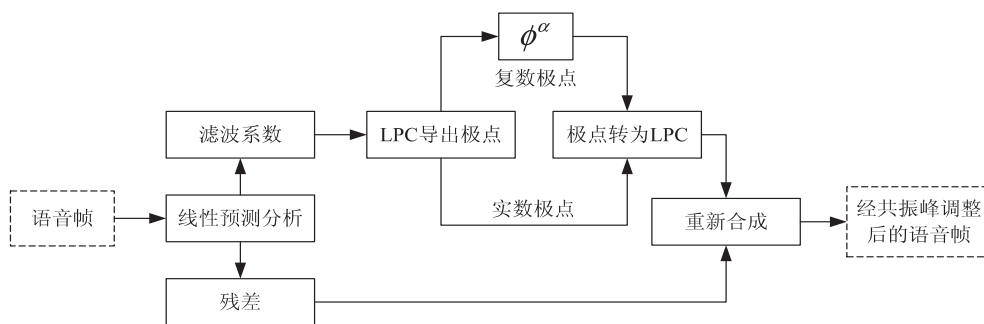 ϕ^α
复数极点
滤波系数
LPC导出极点
极点转为LPC
语音帧
线性预测分析
实数极点
重新合成
经共振峰调整
后的语音帧
残差